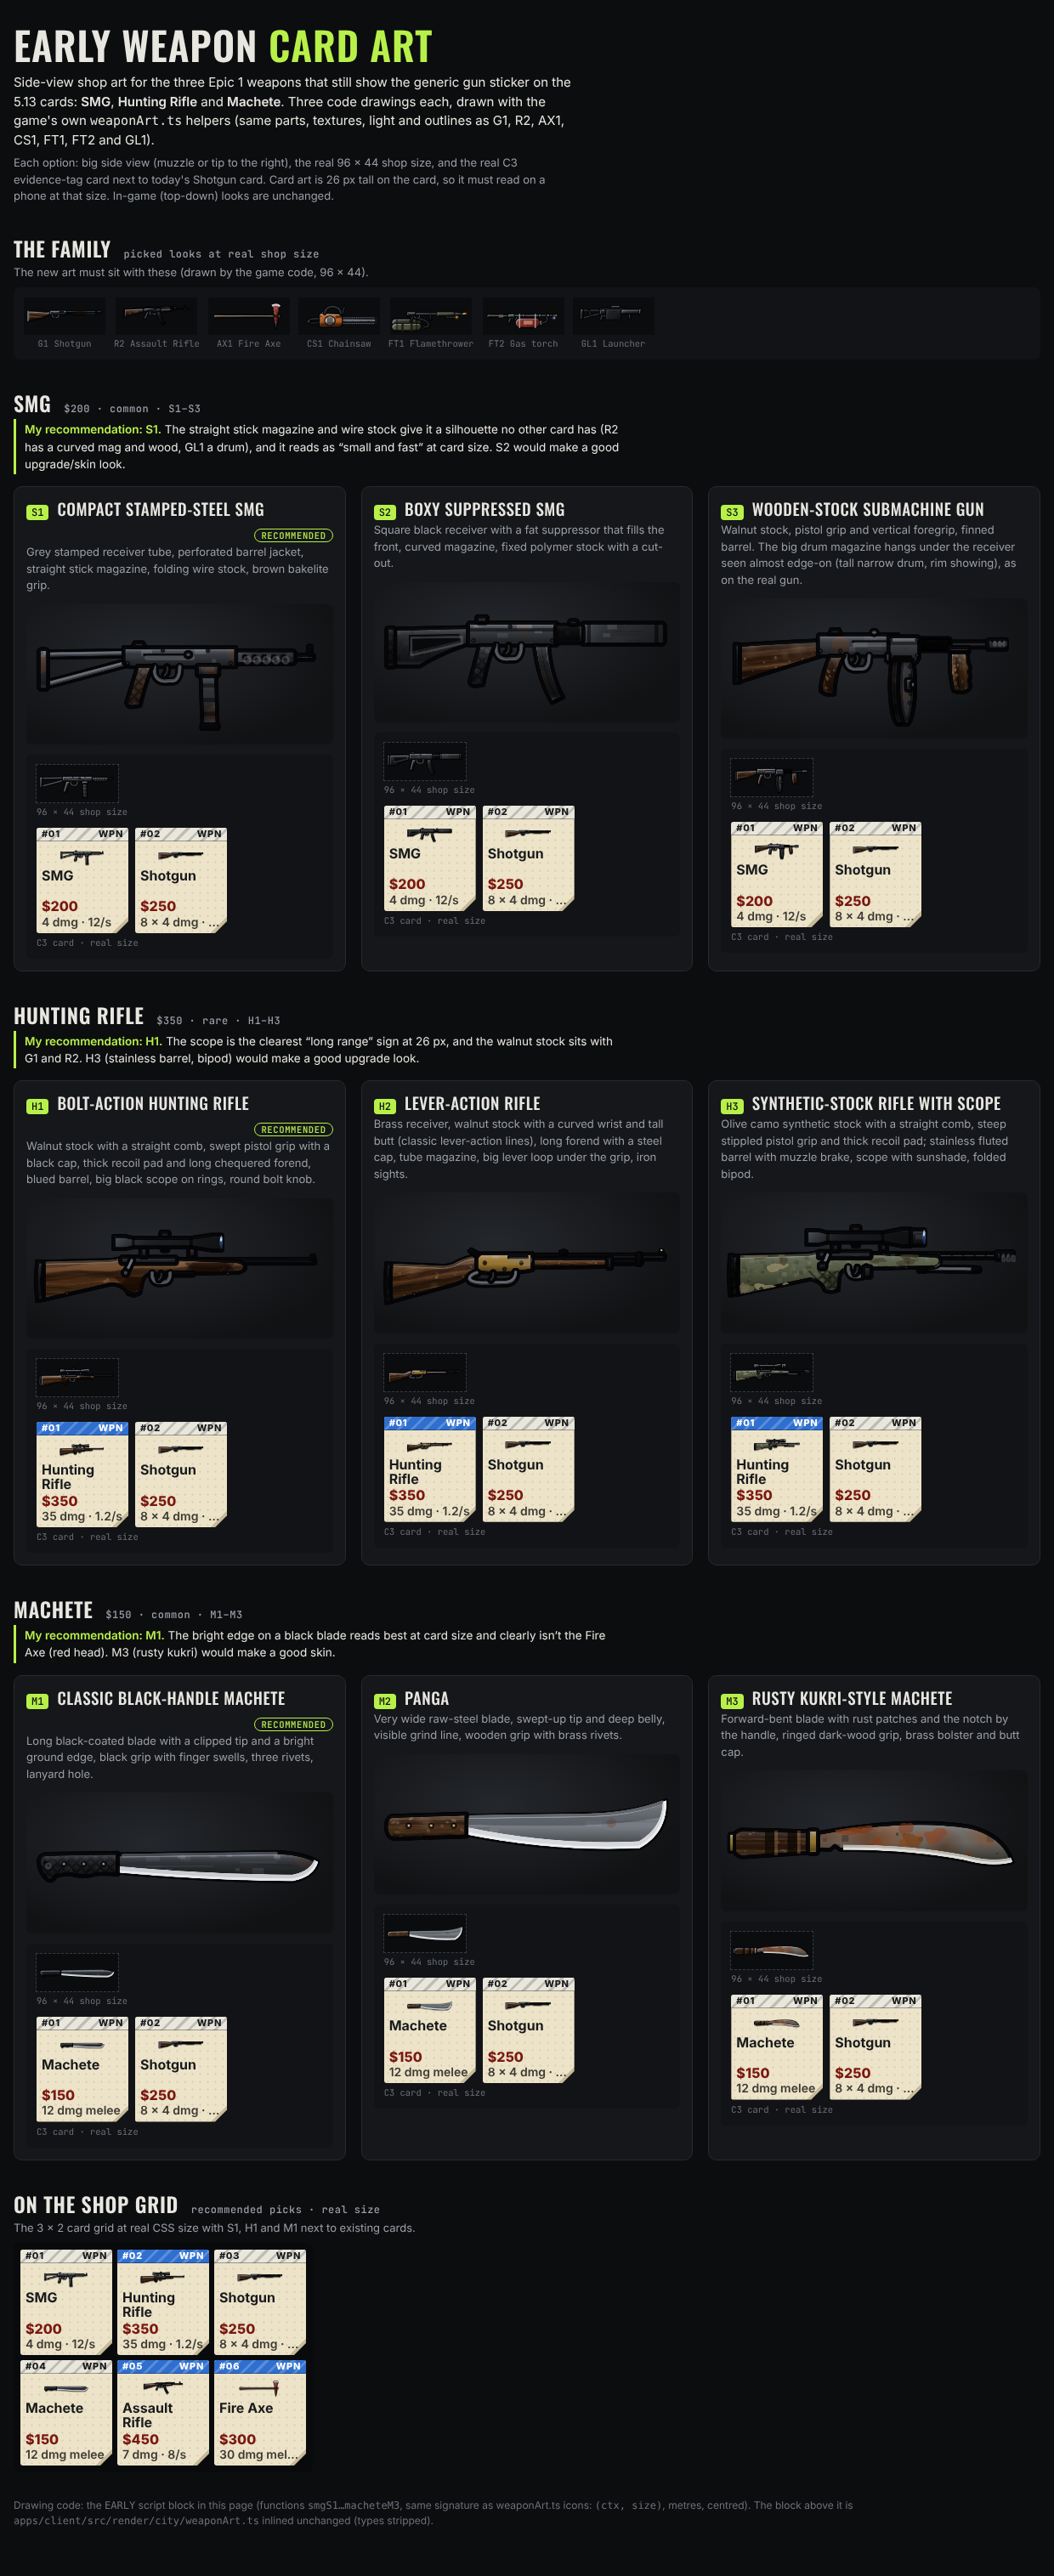 EARLY WEAPON CARD ART
Side-view shop art for the three Epic 1 weapons that still show the generic gun sticker on the
5.13 cards: SMG, Hunting Rifle and Machete. Three code drawings each, drawn with the
game's own weaponArt.ts helpers (same parts, textures, light and outlines as G1, R2, AX1,
CS1, FT1, FT2 and GL1).
Each option: big side view (muzzle or tip to the right), the real 96 × 44 shop size, and the real C3
evidence-tag card next to today's Shotgun card. Card art is 26 px tall on the card, so it must read on a
phone at that size. In-game (top-down) looks are unchanged.
THE FAMILY picked looks at real shop size
The new art must sit with these (drawn by the game code, 96 × 44).
G1 Shotgun R2 Assault Rifle AX1 Fire Axe CS1 Chainsaw FT1 Flamethrower FT2 Gas torch GL1 Launcher
SMG $200 · common · S1–S3
My recommendation: S1. The straight stick magazine and wire stock give it a silhouette no other card has (R2
has a curved mag and wood, GL1 a drum), and it reads as “small and fast” at card size. S2 would make a good
upgrade/skin look.
S1 COMPACT STAMPED-STEEL SMG
RECOMMENDED
Grey stamped receiver tube, perforated barrel jacket,
straight stick magazine, folding wire stock, brown bakelite
grip.
96 × 44 shop size
#01 WPN #02 WPN
SMG Shotgun
$200 $250
4 dmg · 12/s 8 × 4 dmg · …
C3 card · real size
S2 BOXY SUPPRESSED SMG
Square black receiver with a fat suppressor that fills the
front, curved magazine, fixed polymer stock with a cut-
out.
96 × 44 shop size
#01 WPN #02 WPN
SMG Shotgun
$200 $250
4 dmg · 12/s 8 × 4 dmg · …
C3 card · real size
S3 WOODEN-STOCK SUBMACHINE GUN
Walnut stock, pistol grip and vertical foregrip, finned
barrel. The big drum magazine hangs under the receiver
seen almost edge-on (tall narrow drum, rim showing), as
on the real gun.
96 × 44 shop size
#01 WPN #02 WPN
SMG Shotgun
$200 $250
4 dmg · 12/s 8 × 4 dmg · …
C3 card · real size
HUNTING RIFLE $350 · rare · H1–H3
My recommendation: H1. The scope is the clearest “long range” sign at 26 px, and the walnut stock sits with
G1 and R2. H3 (stainless barrel, bipod) would make a good upgrade look.
H1 BOLT-ACTION HUNTING RIFLE
RECOMMENDED
Walnut stock with a straight comb, swept pistol grip with a
black cap, thick recoil pad and long chequered forend,
blued barrel, big black scope on rings, round bolt knob.
96 × 44 shop size
#01 WPN #02 WPN
Hunting Shotgun
Rifle
$350 $250
35 dmg · 1.2/s 8 × 4 dmg · …
C3 card · real size
H2 LEVER-ACTION RIFLE
Brass receiver, walnut stock with a curved wrist and tall
butt (classic lever-action lines), long forend with a steel
cap, tube magazine, big lever loop under the grip, iron
sights.
96 × 44 shop size
#01 WPN #02 WPN
Hunting Shotgun
Rifle
$350 $250
35 dmg · 1.2/s 8 × 4 dmg · …
C3 card · real size
H3 SYNTHETIC-STOCK RIFLE WITH SCOPE
Olive camo synthetic stock with a straight comb, steep
stippled pistol grip and thick recoil pad; stainless fluted
barrel with muzzle brake, scope with sunshade, folded
bipod.
96 × 44 shop size
#01 WPN #02 WPN
Hunting Shotgun
Rifle
$350 $250
35 dmg · 1.2/s 8 × 4 dmg · …
C3 card · real size
MACHETE $150 · common · M1–M3
My recommendation: M1. The bright edge on a black blade reads best at card size and clearly isn’t the Fire
Axe (red head). M3 (rusty kukri) would make a good skin.
M1 CLASSIC BLACK-HANDLE MACHETE
RECOMMENDED
Long black-coated blade with a clipped tip and a bright
ground edge, black grip with finger swells, three rivets,
lanyard hole.
96 × 44 shop size
#01 WPN #02 WPN
Machete Shotgun
$150 $250
12 dmg melee 8 × 4 dmg · …
C3 card · real size
M2 PANGA
Very wide raw-steel blade, swept-up tip and deep belly,
visible grind line, wooden grip with brass rivets.
96 × 44 shop size
#01 WPN #02 WPN
Machete Shotgun
$150 $250
12 dmg melee 8 × 4 dmg · …
C3 card · real size
M3 RUSTY KUKRI-STYLE MACHETE
Forward-bent blade with rust patches and the notch by
the handle, ringed dark-wood grip, brass bolster and butt
cap.
96 × 44 shop size
#01 WPN #02 WPN
Machete Shotgun
$150 $250
12 dmg melee 8 × 4 dmg · …
C3 card · real size
ON THE SHOP GRID recommended picks · real size
The 3 × 2 card grid at real CSS size with S1, H1 and M1 next to existing cards.
#01 WPN #02 WPN #03 WPN
SMG Hunting Shotgun
Rifle
$200 $350 $250
4 dmg · 12/s 35 dmg · 1.2/s 8 × 4 dmg · …
#04 WPN #05 WPN #06 WPN
Machete Assault Fire Axe
Rifle
$150 $450 $300
12 dmg melee 7 dmg · 8/s 30 dmg mel…
Drawing code: the EARLY script block in this page (functions smgS1…macheteM3, same signature as weaponArt.ts icons: (ctx, size), metres, centred). The block above it is
apps/client/src/render/city/weaponArt.ts inlined unchanged (types stripped).